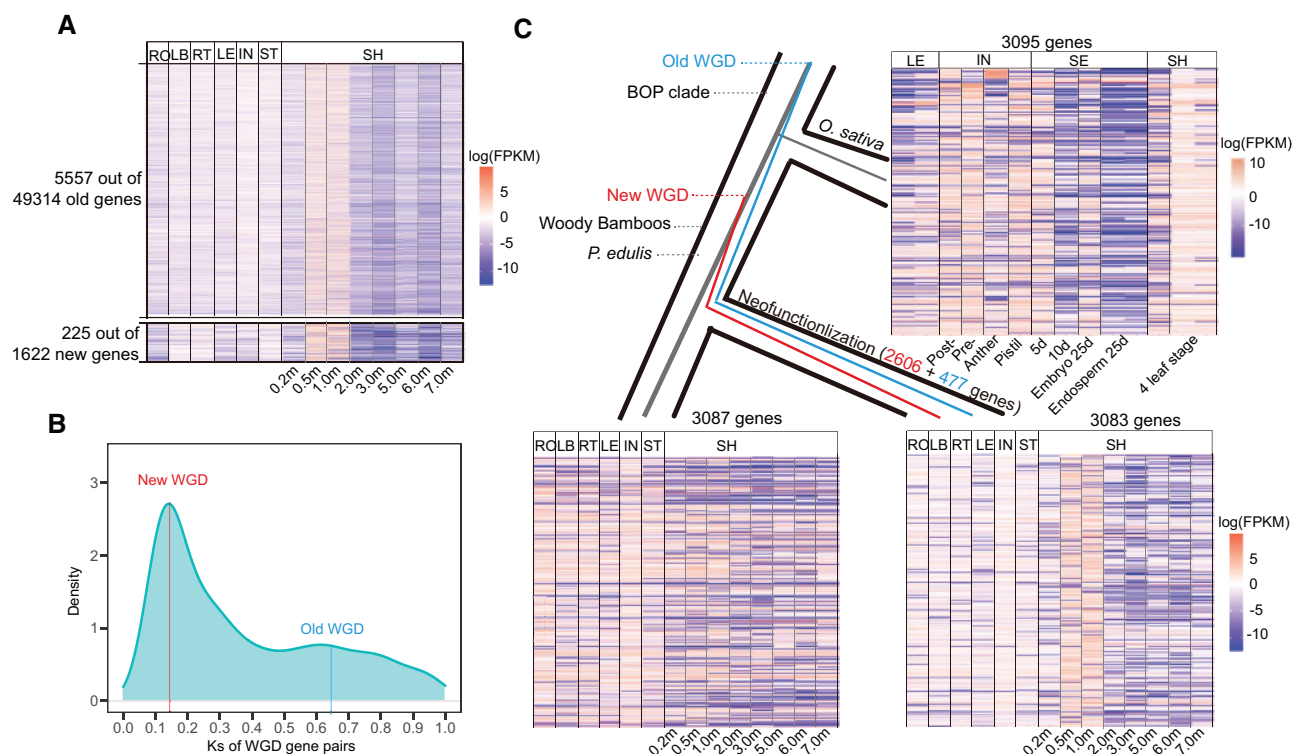 A
RO LB RT LE IN ST SH
5557 out of
49314 old genes
225 out of
1622 new genes
0.2m 0.5m 1.0m 2.0m 3.0m 5.0m 6.0m 7.0m
log(FPKM)
5
0
-5
-10
B
New WGD
Old WGD
Density
3
2
1
0
0.0 0.1 0.2 0.3 0.4 0.5 0.6 0.7 0.8 0.9 1.0
Ks of WGD gene pairs
C
Old WGD
BOP clade
O. sativa
New WGD
Woody Bamboos
P. edulis
Neofunctionlization (2606 + 477 genes)
3095 genes
LE IN SE SH
Post- Pre- Anther Pistil 5d 10d Embryo 25d Endosperm 25d 4 leaf stage
log(FPKM)
10
0
-10
3087 genes
RO LB RT LE IN ST SH
0.2m 0.5m 1.0m 2.0m 3.0m 5.0m 6.0m 7.0m
3083 genes
RO LB RT LE IN ST SH
0.2m 0.5m 1.0m 2.0m 3.0m 5.0m 6.0m 7.0m
log(FPKM)
5
0
-5
-10